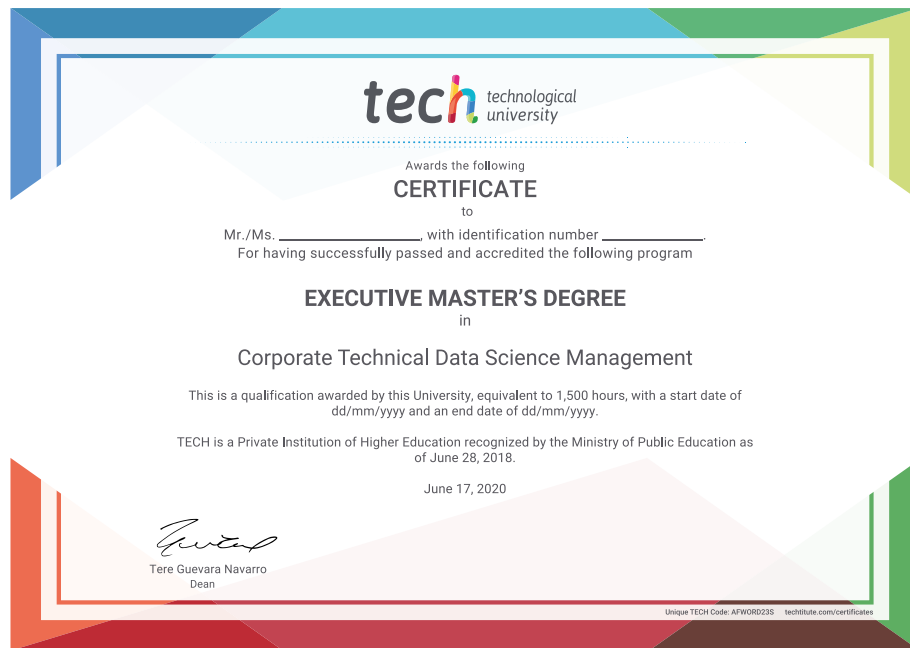 tech technological
university
Awards the following
CERTIFICATE
to
Mr./Ms. ____________________, with identification number ______________.
For having successfully passed and accredited the following program
EXECUTIVE MASTER'S DEGREE
in
Corporate Technical Data Science Management
This is a qualification awarded by this University, equivalent to 1,500 hours, with a start date of
dd/mm/yyyy and an end date of dd/mm/yyyy.
TECH is a Private Institution of Higher Education recognized by the Ministry of Public Education as
of June 28, 2018.
June 17, 2020
Tere Guevara Navarro
Dean
Unique TECH Code: AFWORD23S techtitute.com/certificates